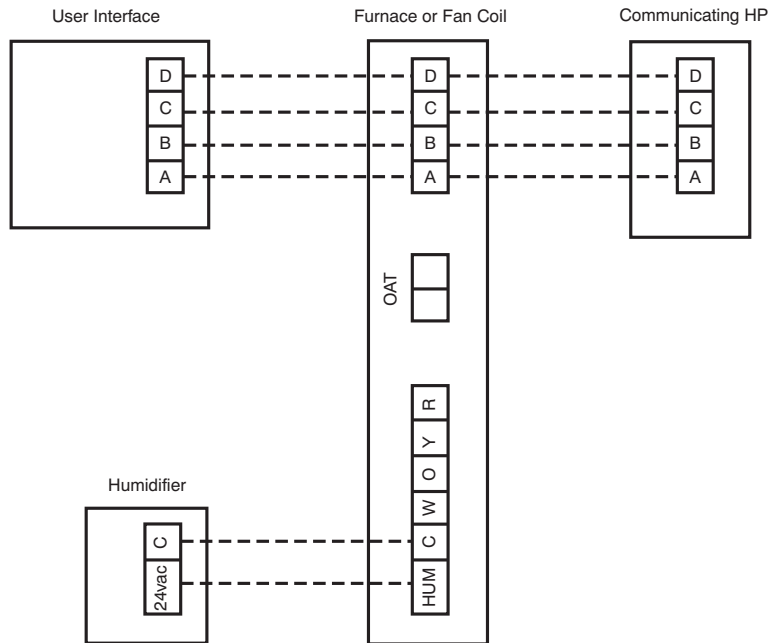 User Interface
Furnace or Fan Coil
Communicating HP
D
C
B
A
D
C
B
A
D
C
B
A
OAT
R
Y
O
W
C
HUM
Humidifier
C
24vac